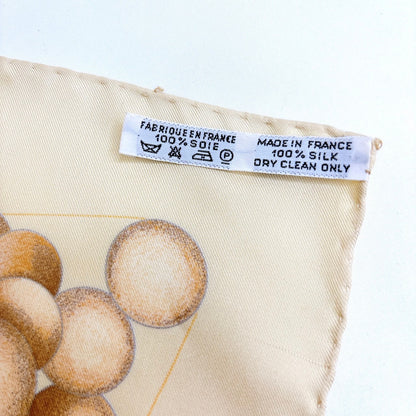 FABRIQUE EN FRANCE
100% SOIE
P
MADE IN FRANCE
100% SILK
DRY CLEAN ONLY